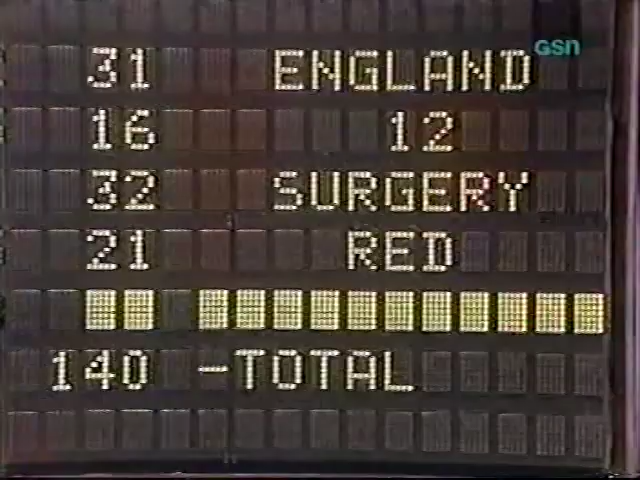 GSN
31 ENGLAND
16 12
32 SURGERY
21 RED
140 -TOTAL